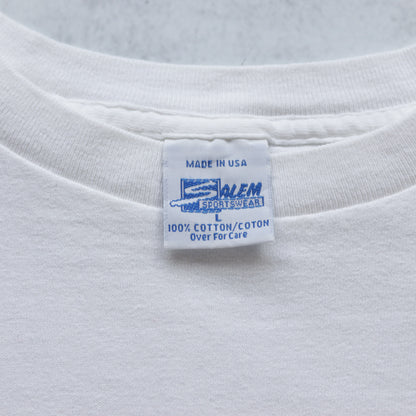 MADE IN USA
SALEM
SPORTSWEAR
L
100% COTTON/COTON
Over For Care